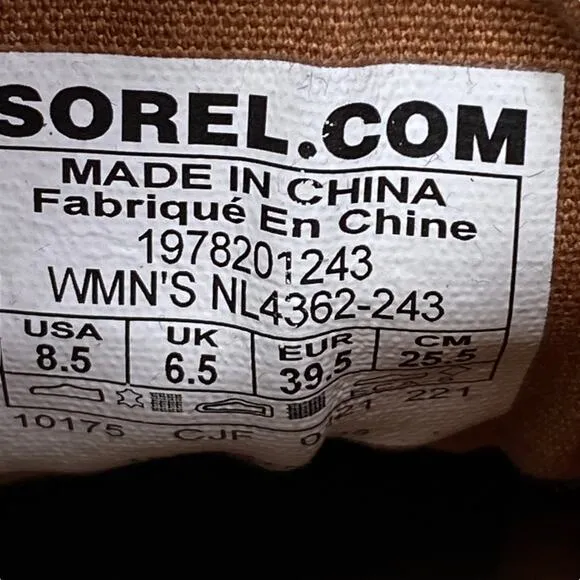 SOREL.COM
MADE IN CHINA
Fabriqué En Chine
1978201243
WMN'S NL4362-243
USA UK EUR CM
8.5 6.5 39.5 25.5
10175 CJF 221